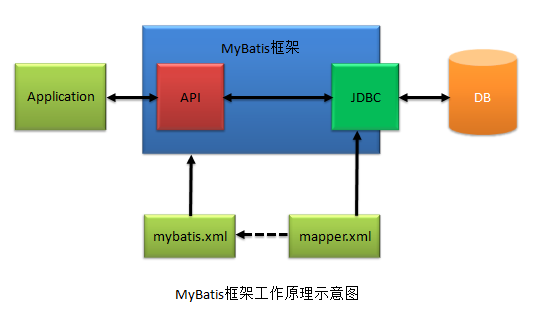 MyBatis框架
Application
API
JDBC
DB
mybatis.xml
mapper.xml
MyBatis框架工作原理示意图